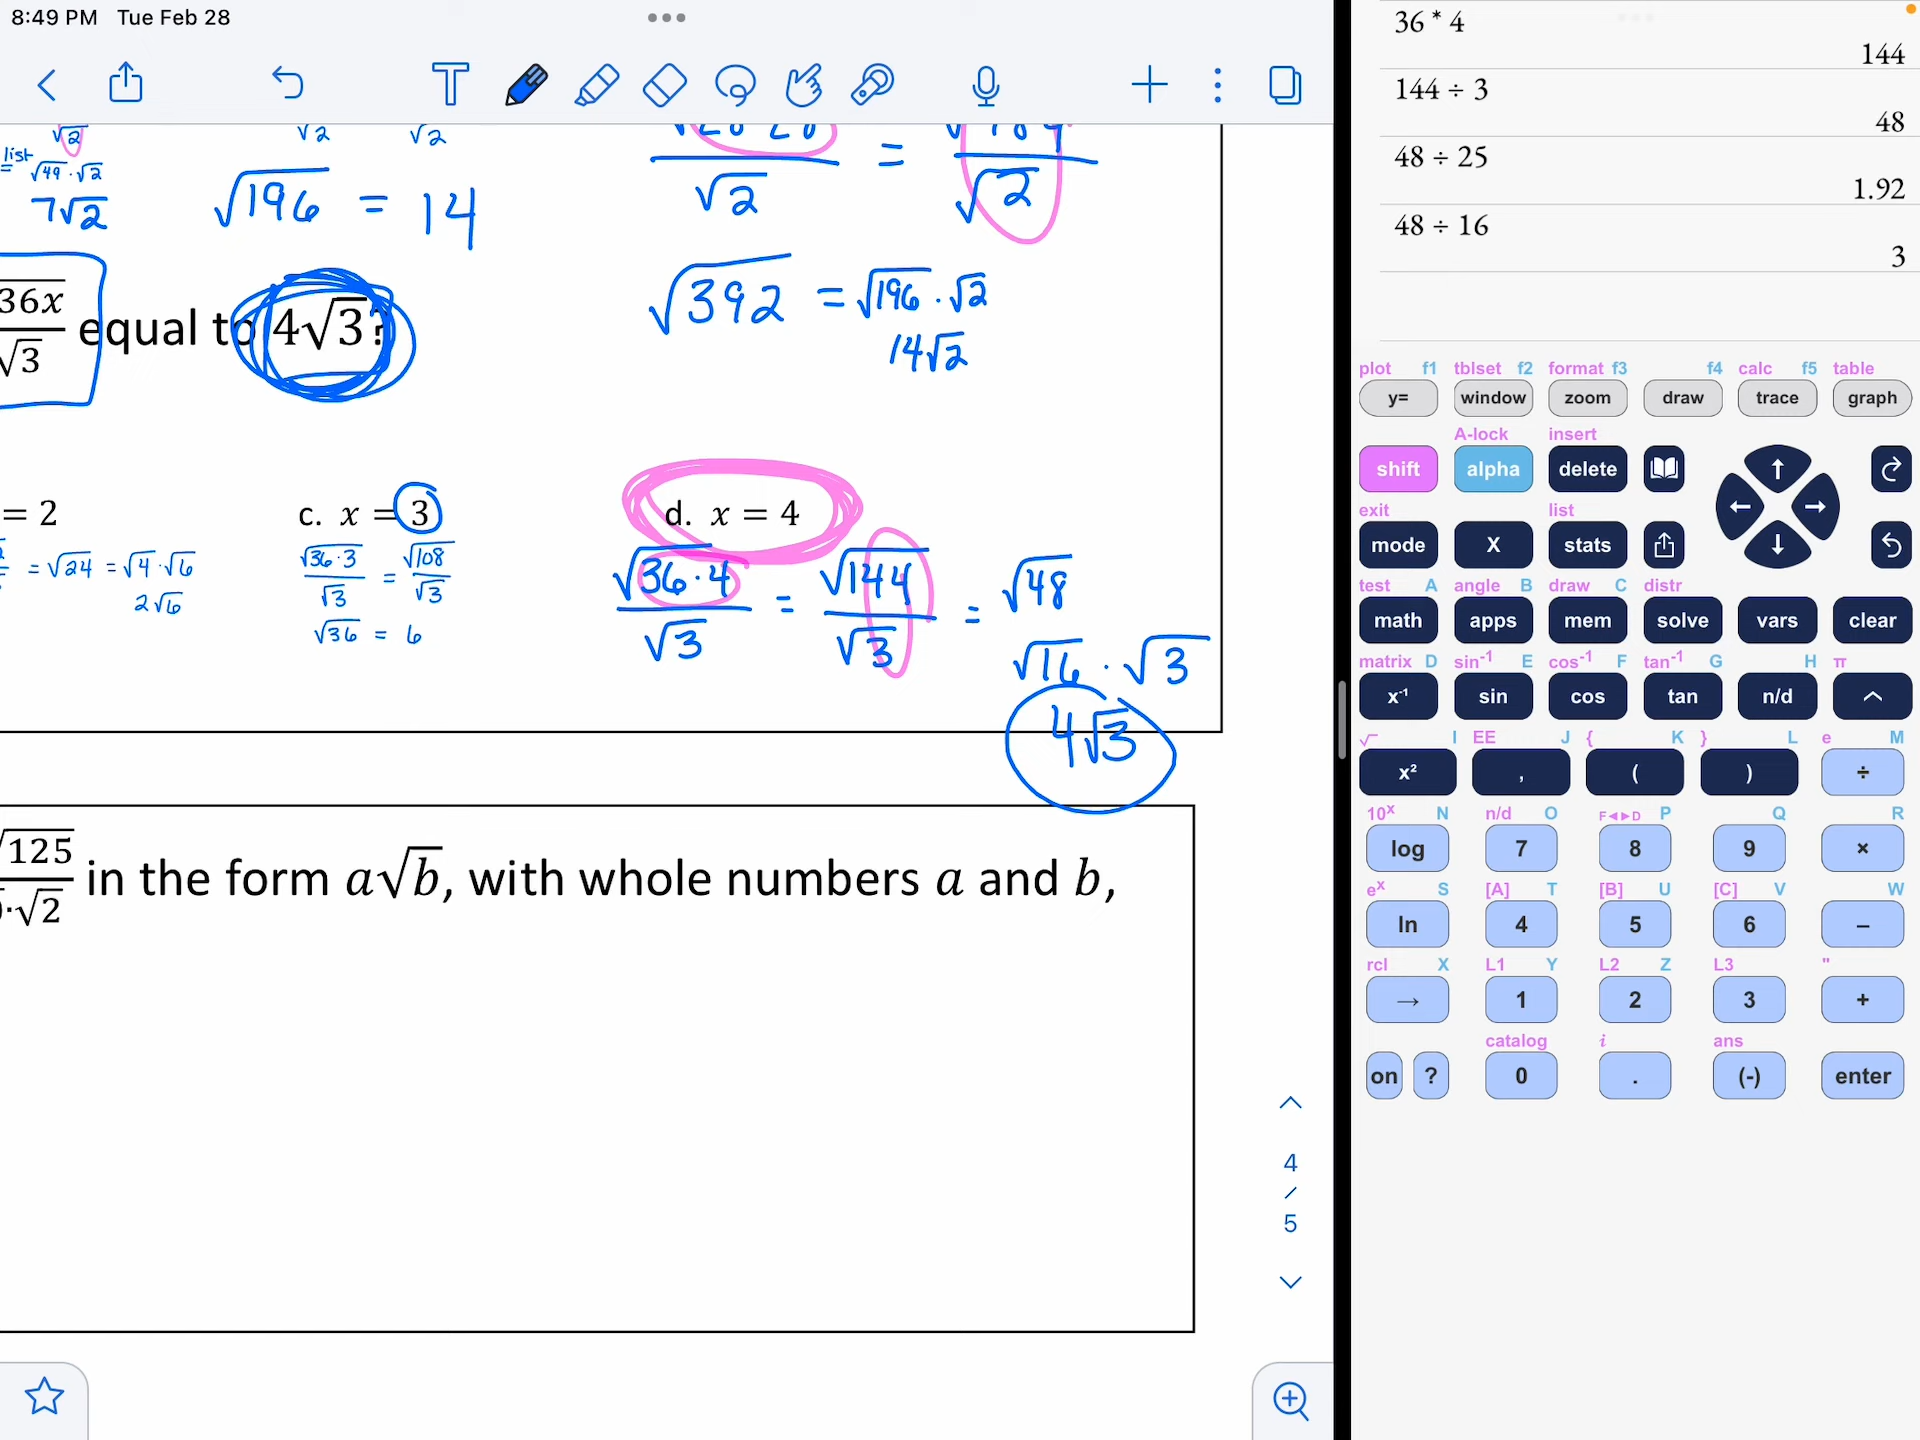 8:49 PM Tue Feb 28
√2
list
= √49 · √2
7√2
√2 √2
√196 = 14
√2 = √2
√392 = √196 · √2
14√2
36x
√3
equal to 4√3?
= 2
= √24 = √4 · √6
2√6
c. x = 3
√36·3 / √3 = √108 / √3
√36 = 6
d. x = 4
√36·4 / √3 = √144 / √3 = √48
√16 · √3
4√3
√125
·√2
in the form a√b, with whole numbers a and b,
4
/
5
36 * 4
144
144 ÷ 3
48
48 ÷ 25
1.92
48 ÷ 16
3
plot f1 tblset f2 format f3 f4 calc f5 table
y= window zoom draw trace graph
A-lock insert
shift alpha delete
exit list
mode X stats
test A angle B draw C distr
math apps mem solve vars clear
matrix D sin⁻¹ E cos⁻¹ F tan⁻¹ G H π
x⁻¹ sin cos tan n/d ^
√‾ I EE J { K } L e M
x² , ( ) ÷
10ˣ N n/d O F◄►D P Q R
log 7 8 9 ×
eˣ S [A] T [B] U [C] V W
ln 4 5 6 −
rcl X L1 Y L2 Z L3 "
→ 1 2 3 +
catalog i ans
on ? 0 . (-) enter